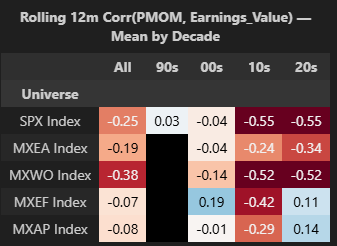 Rolling 12m Corr(PMOM, Earnings_Value) —
Mean by Decade
All 90s 00s 10s 20s
Universe
SPX Index -0.25 0.03 -0.04 -0.55 -0.55
MXEA Index -0.19 -0.04 -0.24 -0.34
MXWO Index -0.38 -0.14 -0.52 -0.52
MXEF Index -0.07 0.19 -0.42 0.11
MXAP Index -0.08 -0.01 -0.29 0.14